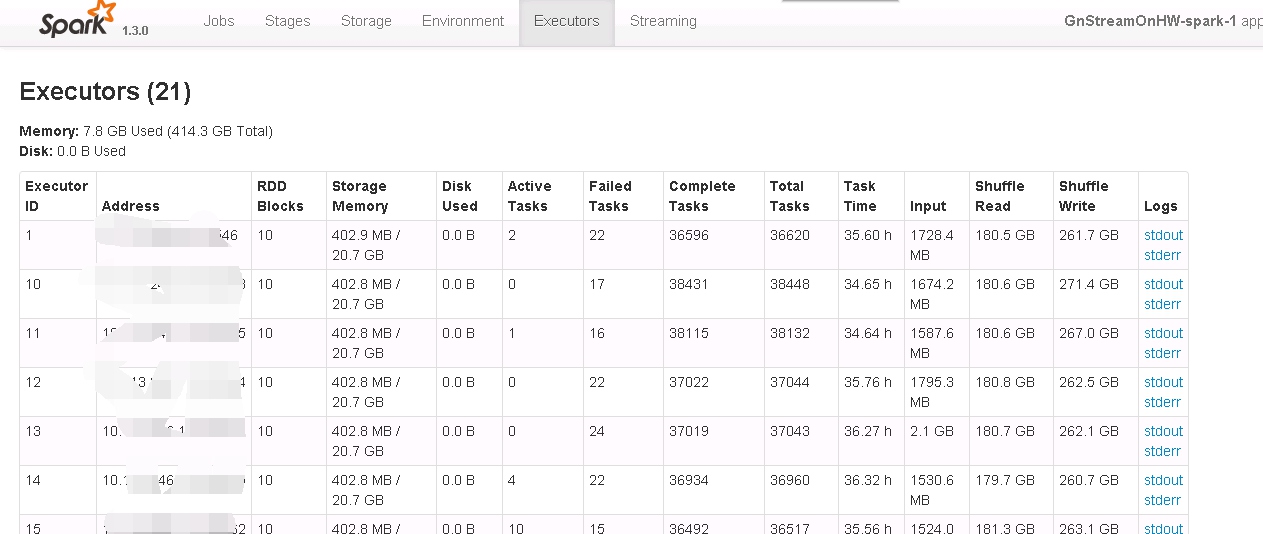 Spark 1.3.0 Jobs Stages Storage Environment Executors Streaming GnStreamOnHW-spark-1 app
Executors (21)
Memory: 7.8 GB Used (414.3 GB Total)
Disk: 0.0 B Used
Executor ID Address RDD Blocks Storage Memory Disk Used Active Tasks Failed Tasks Complete Tasks Total Tasks Task Time Input Shuffle Read Shuffle Write Logs
1 546 10 402.9 MB / 0.0 B 2 22 36596 36620 35.60 h 1728.4 180.5 GB 261.7 GB stdout
20.7 GB MB stderr
10 10 402.8 MB / 0.0 B 0 17 38431 38448 34.65 h 1674.2 180.6 GB 271.4 GB stdout
20.7 GB MB stderr
11 5 10 402.8 MB / 0.0 B 1 16 38115 38132 34.64 h 1587.6 180.6 GB 267.0 GB stdout
20.7 GB MB stderr
12 13 4 10 402.8 MB / 0.0 B 0 22 37022 37044 35.76 h 1795.3 180.8 GB 262.5 GB stdout
20.7 GB MB stderr
13 10. 10 402.8 MB / 0.0 B 0 24 37019 37043 36.27 h 2.1 GB 180.7 GB 262.1 GB stdout
20.7 GB stderr
14 10.1 46 10 402.8 MB / 0.0 B 4 22 36934 36960 36.32 h 1530.6 179.7 GB 260.7 GB stdout
20.7 GB MB stderr
15 52 10 402.8 MB / 0.0 B 10 15 36492 36517 35.56 h 1524.0 181.3 GB 263.1 GB stdout